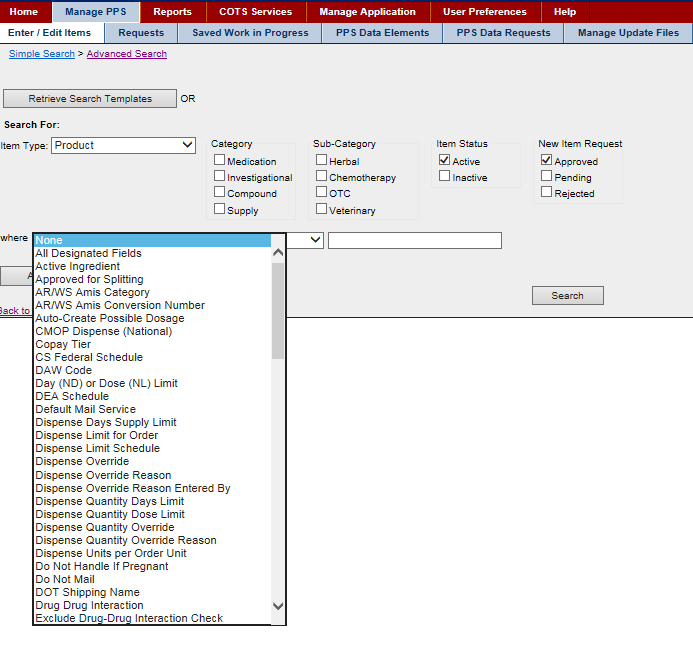 Home Manage PPS Reports COTS Services Manage Application User Preferences Help
Enter / Edit Items Requests Saved Work in Progress PPS Data Elements PPS Data Requests Manage Update Files
Simple Search > Advanced Search
Retrieve Search Templates OR
Search For:
Item Type: Product
Category
Medication
Investigational
Compound
Supply
Sub-Category
Herbal
Chemotherapy
OTC
Veterinary
Item Status
Active
Inactive
New Item Request
Approved
Pending
Rejected
where
None
All Designated Fields
Active Ingredient
Approved for Splitting
AR/WS Amis Category
AR/WS Amis Conversion Number
Auto-Create Possible Dosage
CMOP Dispense (National)
Copay Tier
CS Federal Schedule
DAW Code
Day (ND) or Dose (NL) Limit
DEA Schedule
Default Mail Service
Dispense Days Supply Limit
Dispense Limit for Order
Dispense Limit Schedule
Dispense Override
Dispense Override Reason
Dispense Override Reason Entered By
Dispense Quantity Days Limit
Dispense Quantity Dose Limit
Dispense Quantity Override
Dispense Quantity Override Reason
Dispense Units per Order Unit
Do Not Handle If Pregnant
Do Not Mail
DOT Shipping Name
Drug Drug Interaction
Exclude Drug-Drug Interaction Check
Search
Back to